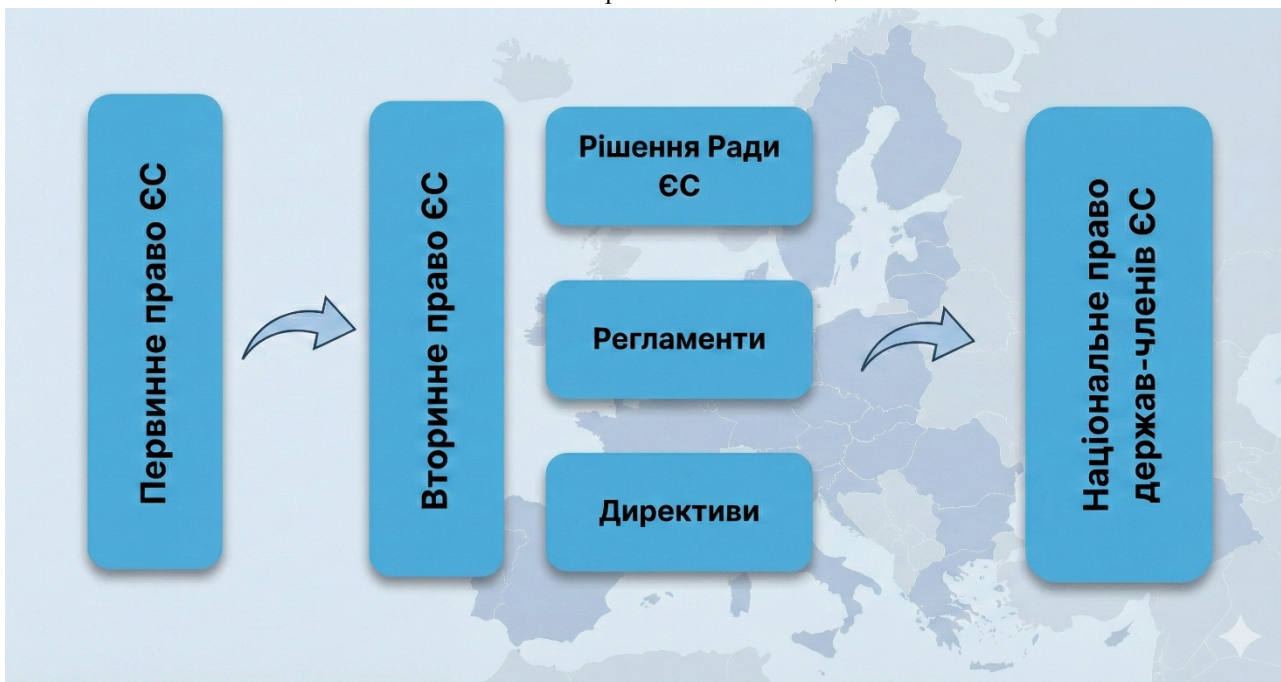 Первинне право ЄС
Вторинне право ЄС
Рішення Ради
ЄС
Регламенти
Директиви
Національне право
держав-членів ЄС